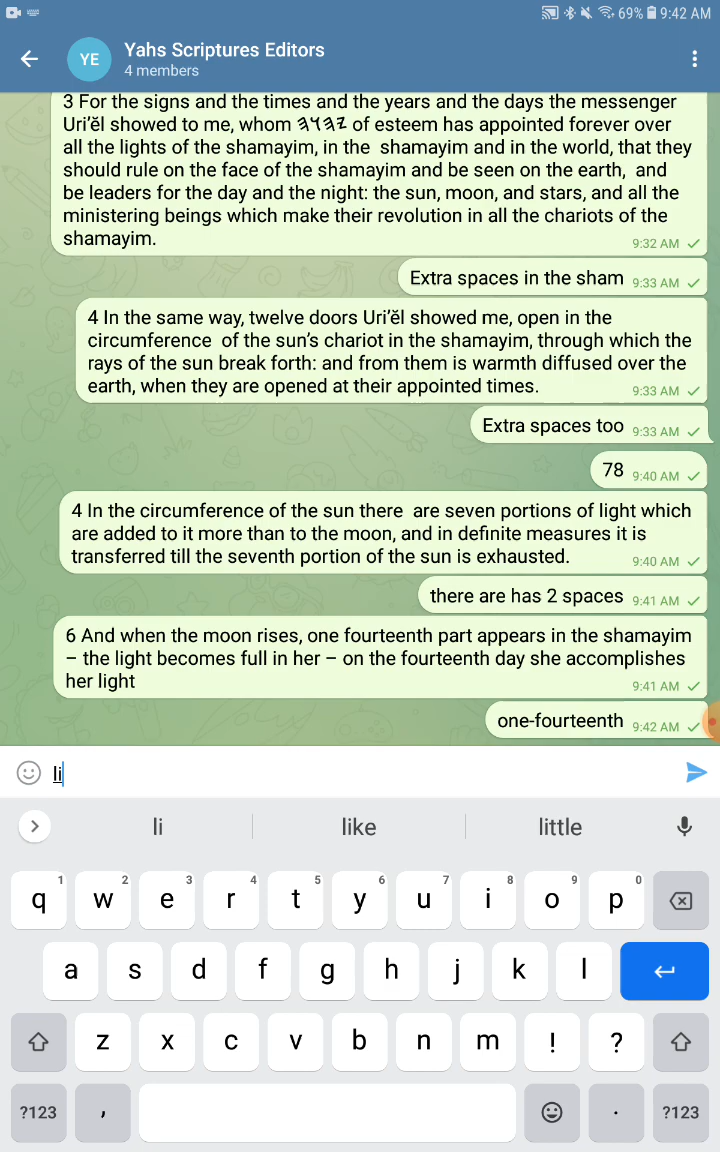 69% 9:42 AM
YE
Yahs Scriptures Editors
4 members
3 For the signs and the times and the years and the days the messenger
Uri’ĕl showed to me, whom 𐤉𐤄𐤅𐤄 of esteem has appointed forever over
all the lights of the shamayim, in the  shamayim and in the world, that they
should rule on the face of the shamayim and be seen on the earth,  and
be leaders for the day and the night: the sun, moon, and stars, and all the
ministering beings which make their revolution in all the chariots of the
shamayim.
9:32 AM
Extra spaces in the sham
9:33 AM
4 In the same way, twelve doors Uri’ĕl showed me, open in the
circumference  of the sun’s chariot in the shamayim, through which the
rays of the sun break forth: and from them is warmth diffused over the
earth, when they are opened at their appointed times.
9:33 AM
Extra spaces too
9:33 AM
78
9:40 AM
4 In the circumference of the sun there  are seven portions of light which
are added to it more than to the moon, and in definite measures it is
transferred till the seventh portion of the sun is exhausted.
9:40 AM
there are has 2 spaces
9:41 AM
6 And when the moon rises, one fourteenth part appears in the shamayim
– the light becomes full in her – on the fourteenth day she accomplishes
her light
9:41 AM
one-fourteenth
9:42 AM
li
li like little
1 2 3 4 5 6 7 8 9 0
q w e r t y u i o p
a s d f g h j k l
z x c v b n m ! ?
?123 , . ?123